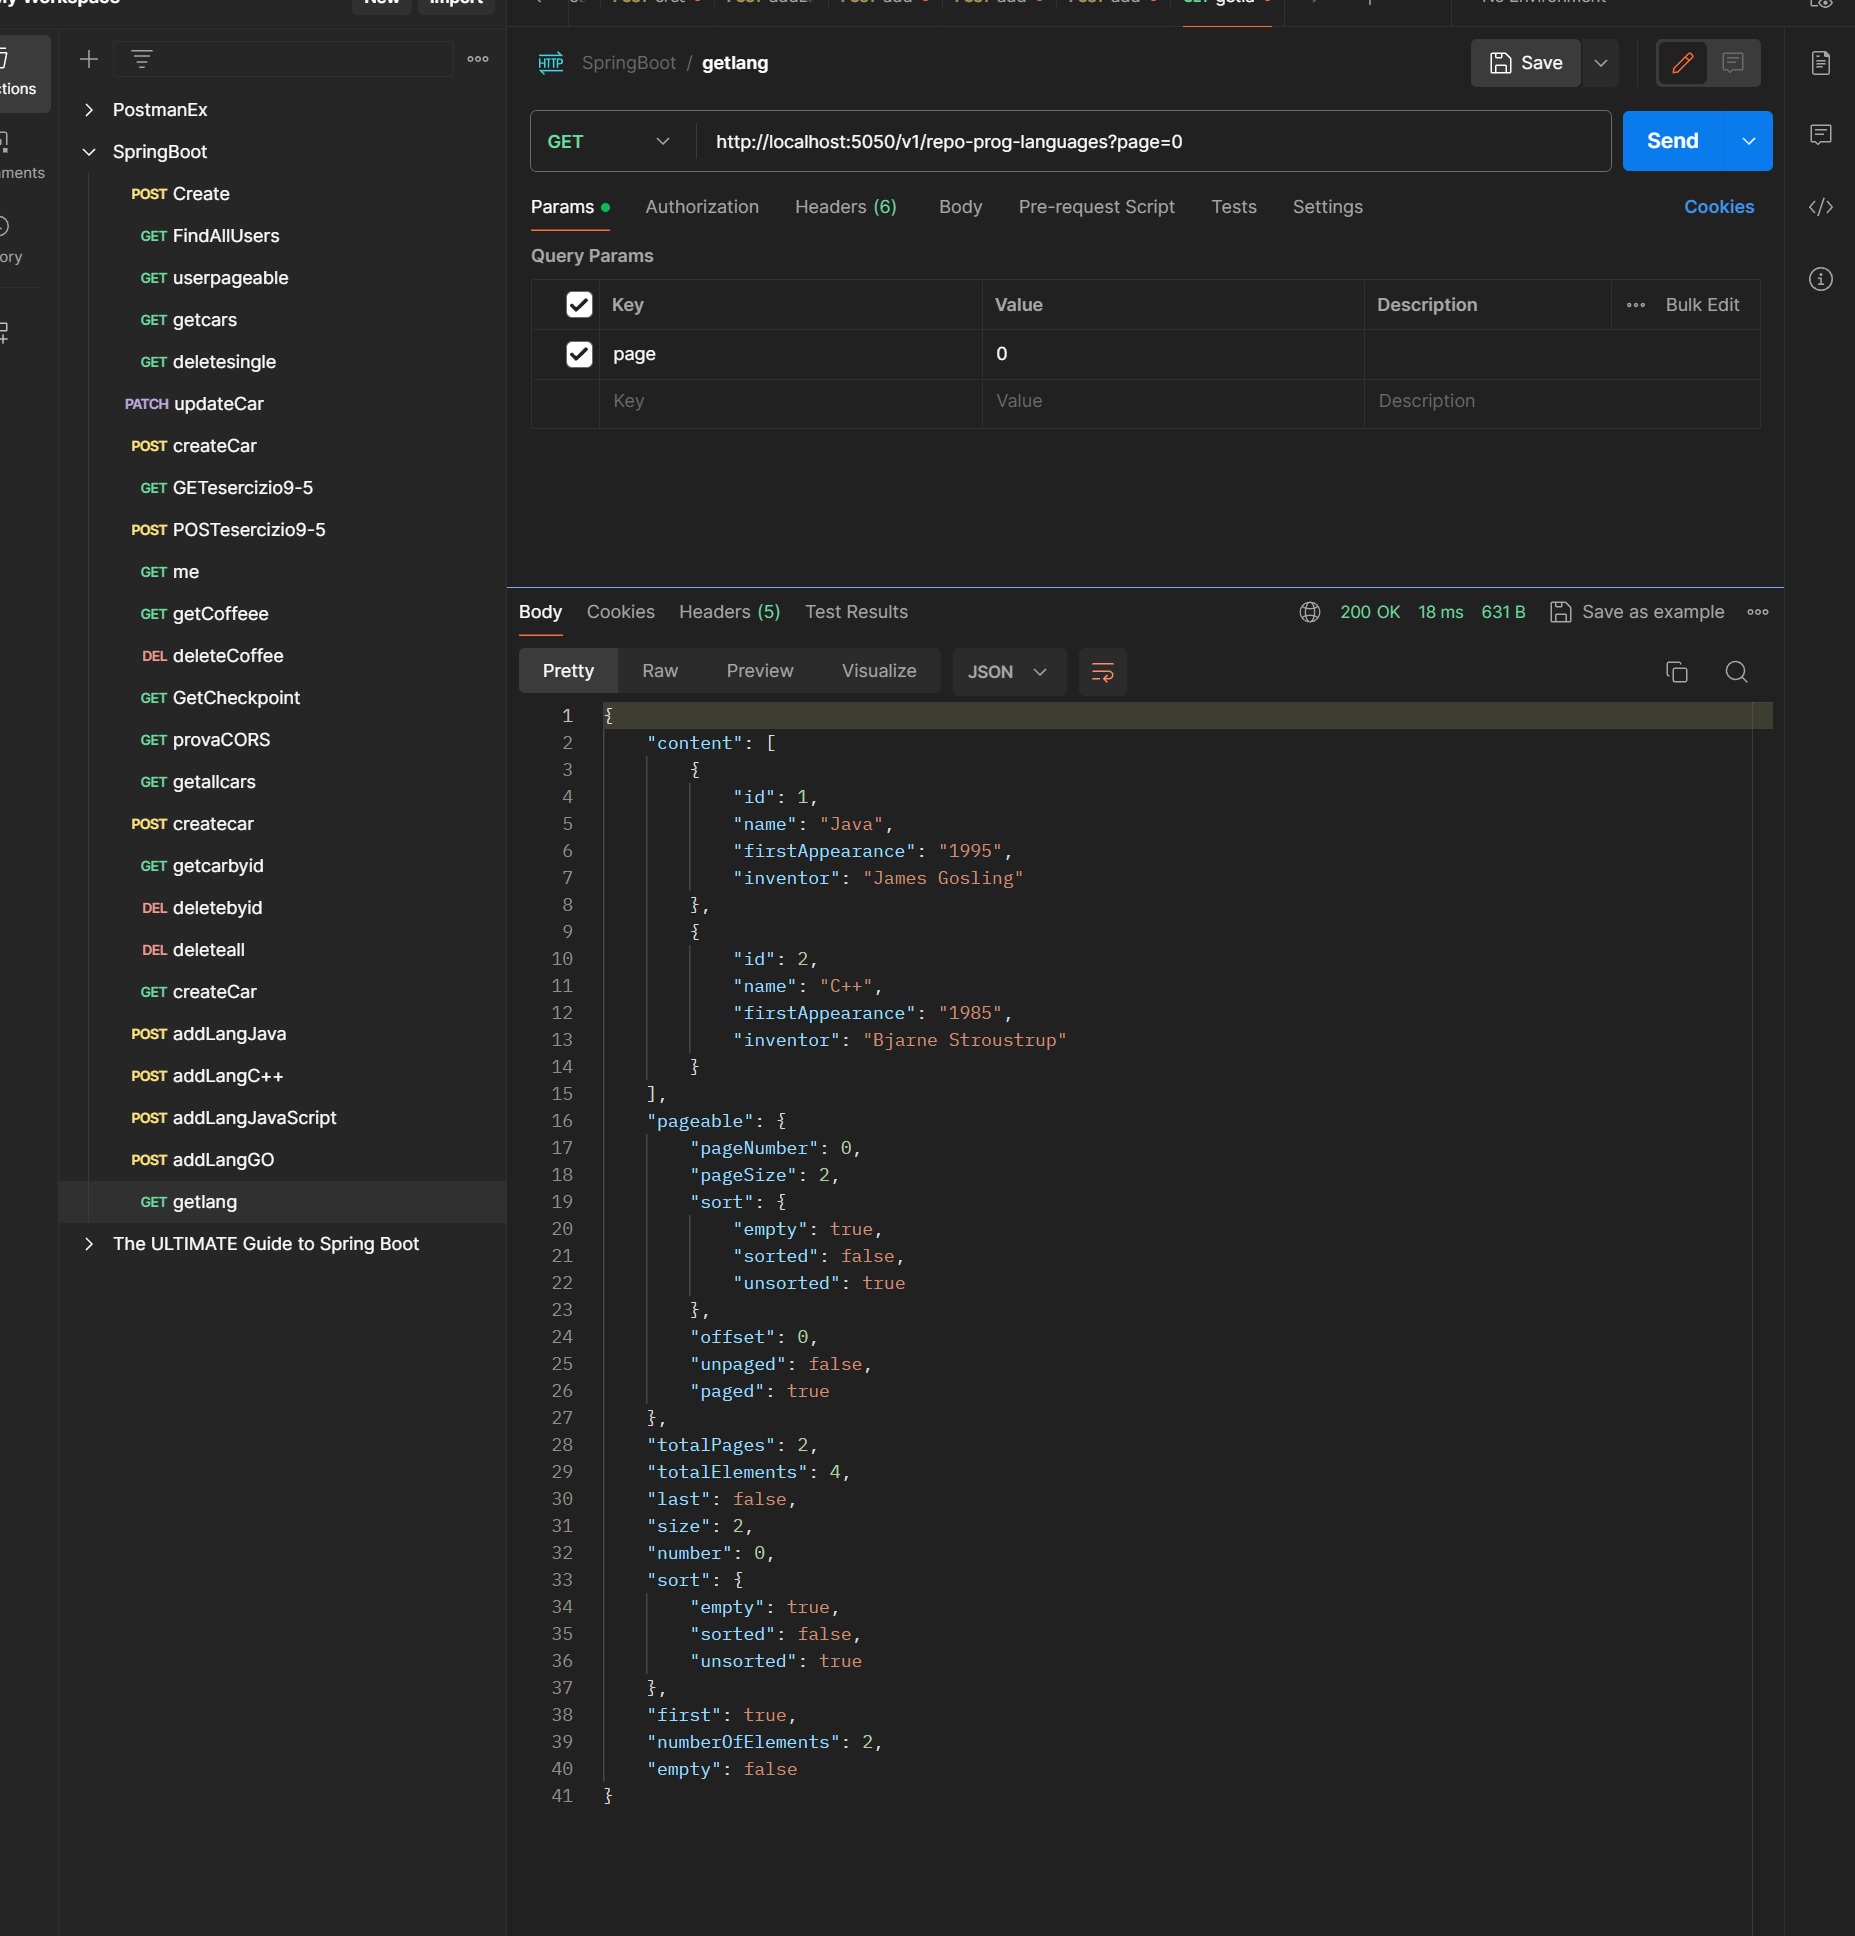 New Import
ctions
ments
ory
PostmanEx
SpringBoot
POST Create
GET FindAllUsers
GET userpageable
GET getcars
GET deletesingle
PATCH updateCar
POST createCar
GET GETesercizio9-5
POST POSTesercizio9-5
GET me
GET getCoffeee
DEL deleteCoffee
GET GetCheckpoint
GET provaCORS
GET getallcars
POST createcar
GET getcarbyid
DEL deletebyid
DEL deleteall
GET createCar
POST addLangJava
POST addLangC++
POST addLangJavaScript
POST addLangGO
GET getlang
The ULTIMATE Guide to Spring Boot
HTTP SpringBoot / getlang
Save
GET http://localhost:5050/v1/repo-prog-languages?page=0 Send
Params Authorization Headers (6) Body Pre-request Script Tests Settings Cookies
Query Params
Key Value Description Bulk Edit
page 0
Key Value Description
Body Cookies Headers (5) Test Results 200 OK 18 ms 631 B Save as example
Pretty Raw Preview Visualize JSON
1 {
2 "content": [
3 {
4 "id": 1,
5 "name": "Java",
6 "firstAppearance": "1995",
7 "inventor": "James Gosling"
8 },
9 {
10 "id": 2,
11 "name": "C++",
12 "firstAppearance": "1985",
13 "inventor": "Bjarne Stroustrup"
14 }
15 ],
16 "pageable": {
17 "pageNumber": 0,
18 "pageSize": 2,
19 "sort": {
20 "empty": true,
21 "sorted": false,
22 "unsorted": true
23 },
24 "offset": 0,
25 "unpaged": false,
26 "paged": true
27 },
28 "totalPages": 2,
29 "totalElements": 4,
30 "last": false,
31 "size": 2,
32 "number": 0,
33 "sort": {
34 "empty": true,
35 "sorted": false,
36 "unsorted": true
37 },
38 "first": true,
39 "numberOfElements": 2,
40 "empty": false
41 }